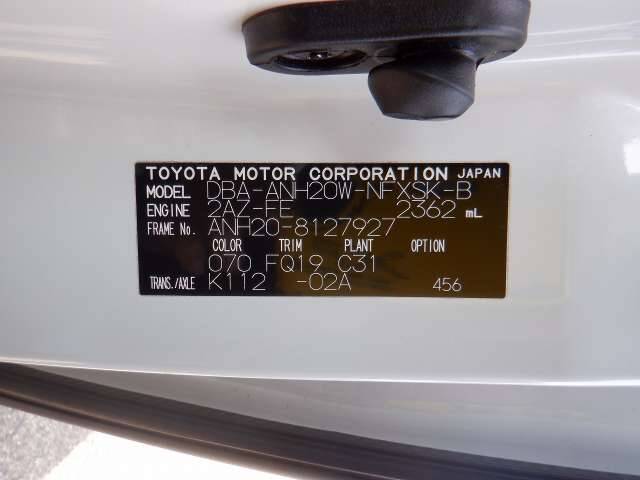 TOYOTA MOTOR CORPORATION JAPAN
MODEL DBA-ANH20W-NFXSK-B
ENGINE 2AZ-FE 2362 mL
FRAME No. ANH20-8127927
COLOR TRIM PLANT OPTION
070 FQ19 C31
TRANS./AXLE K112 -02A 456